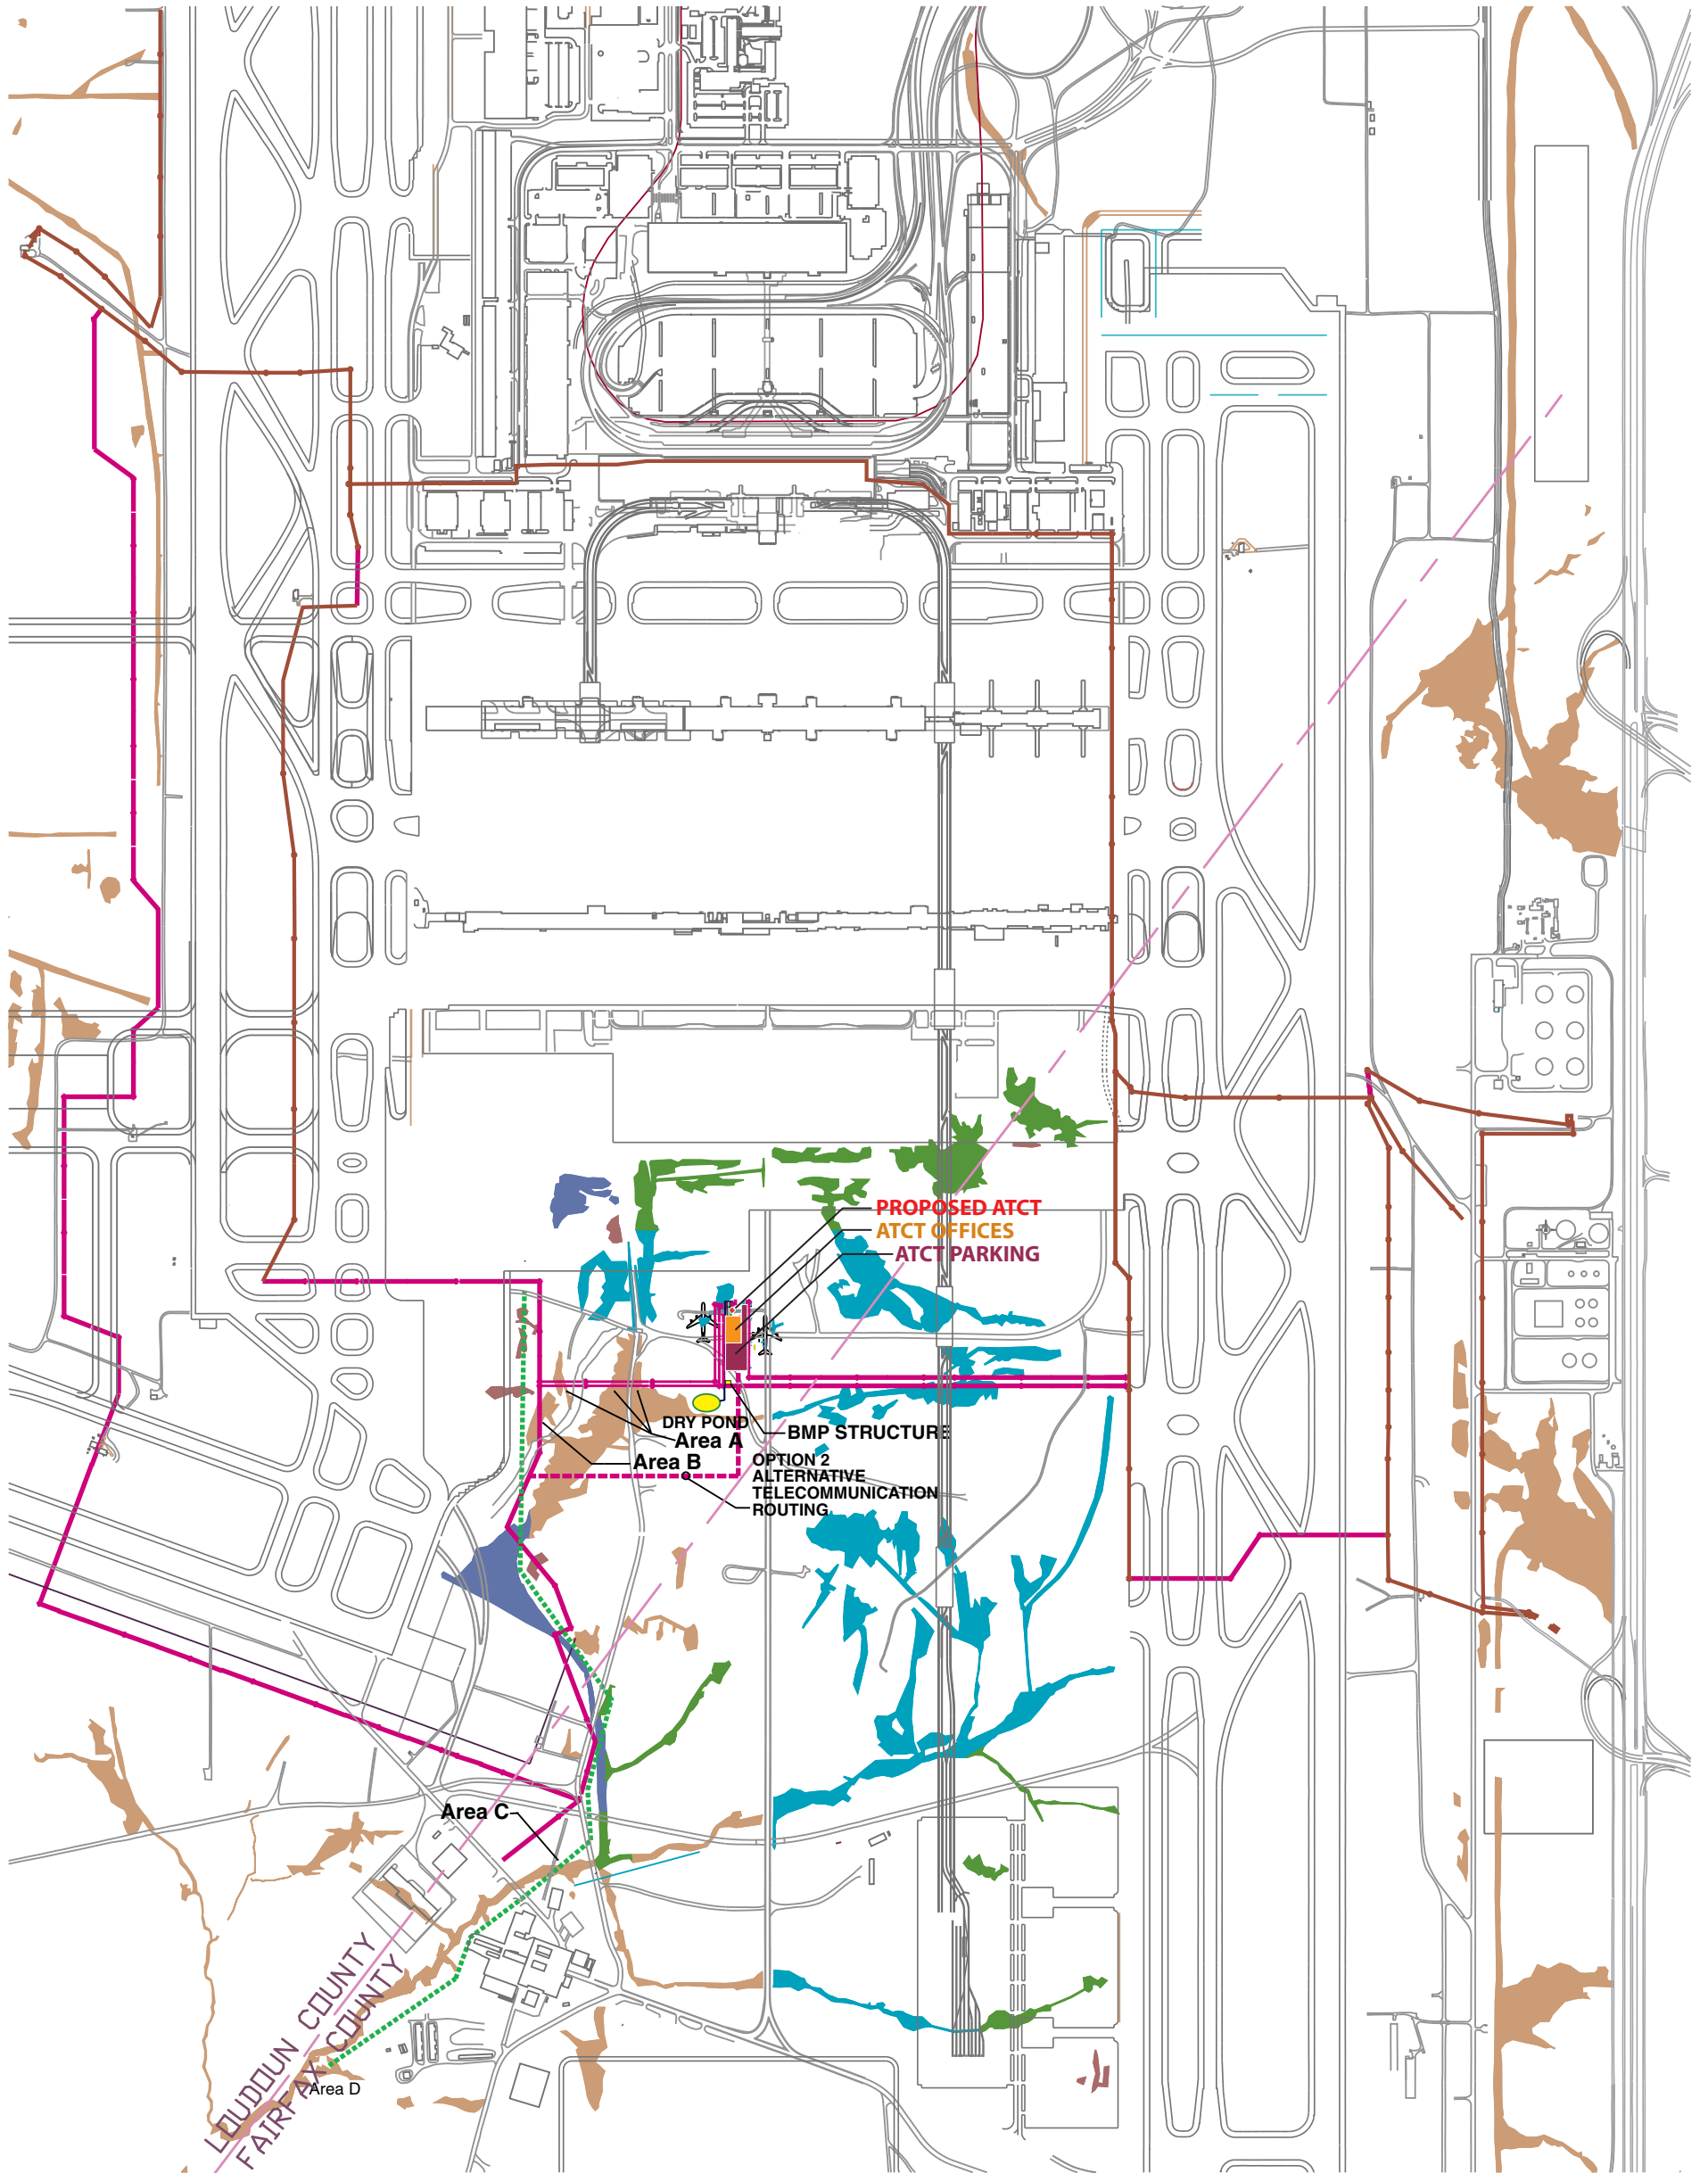 PROPOSED ATCT
ATCT OFFICES
ATCT PARKING
DRY POND
BMP STRUCTURE
Area A
Area B
OPTION 2
ALTERNATIVE
TELECOMMUNICATION
ROUTING
Area C
LOUDOUN COUNTY
FAIRFAX COUNTY
Area D